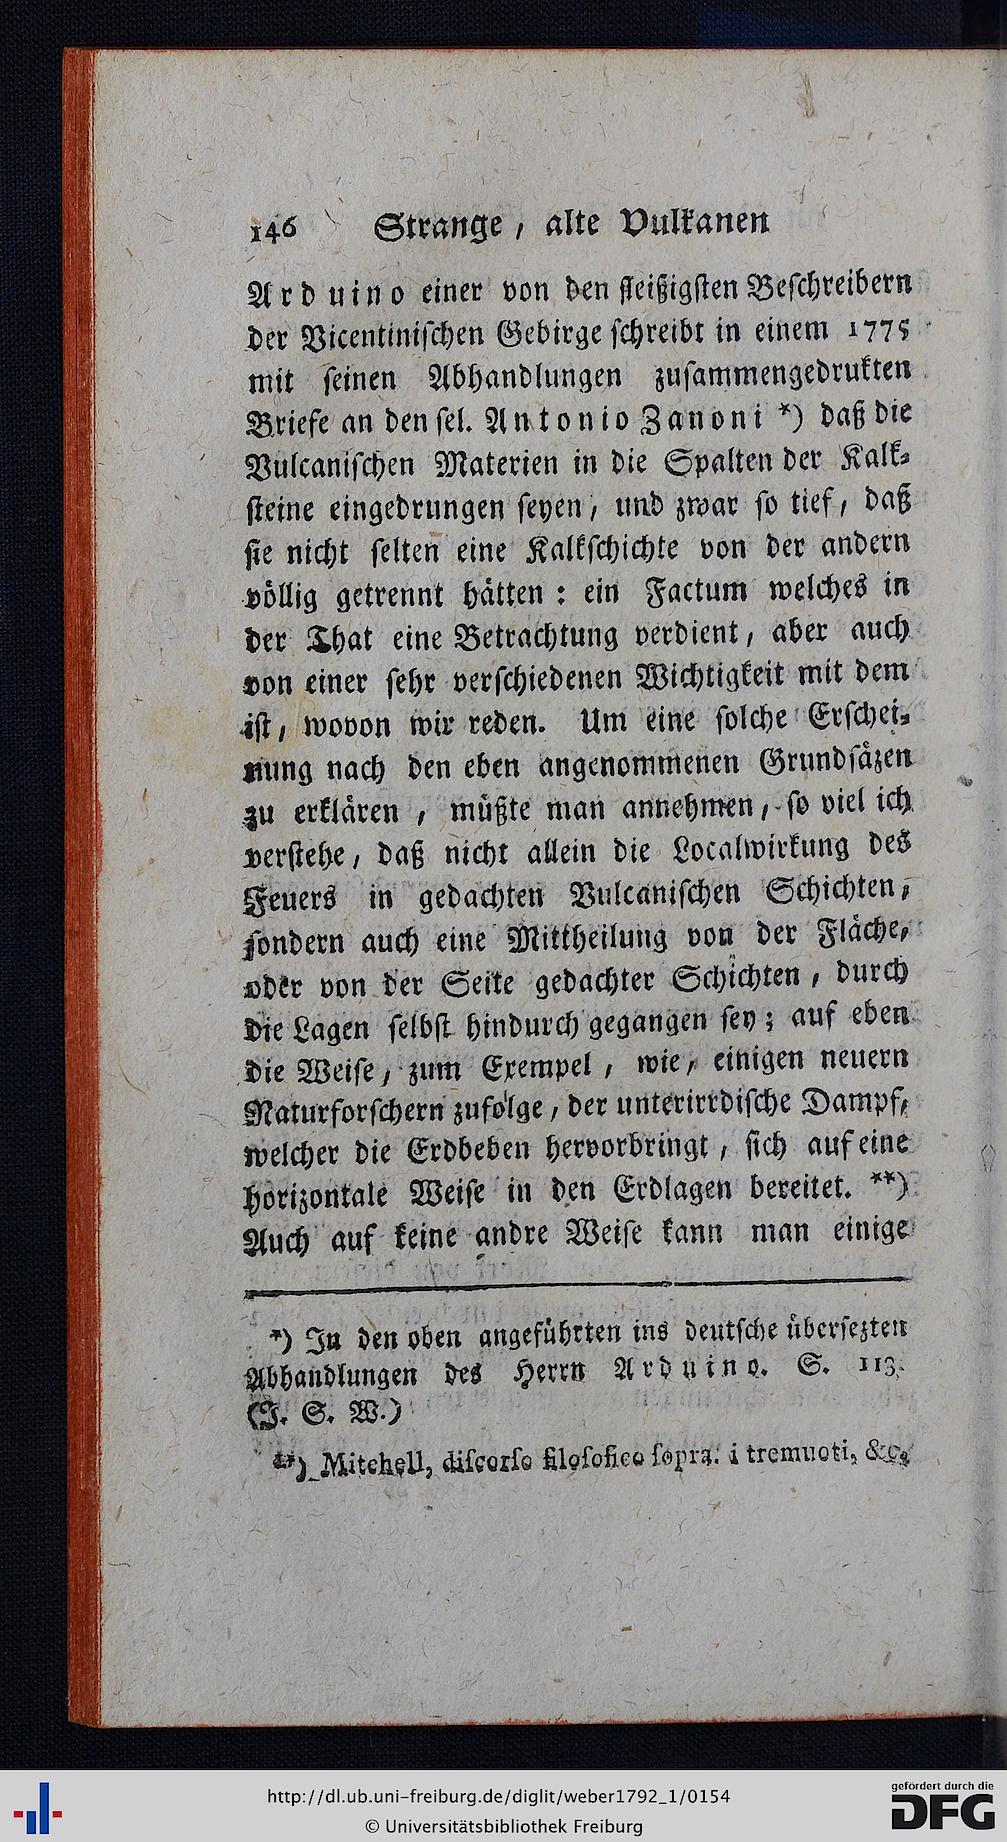 146 Strange, alte Vulkanen
Arduino einer von den fleißigsten Beschreibern
der Vicentinischen Gebirge schreibt in einem 1775
mit seinen Abhandlungen zusammengedrukten
Briefe an den sel. Antonio Zanoni *) daß die
Vulcanischen Materien in die Spalten der Kalk-
steine eingedrungen seyen, und zwar so tief, daß
sie nicht selten eine Kalkschichte von der andern
völlig getrennt hätten: ein Factum welches in
der That eine Betrachtung verdient, aber auch
von einer sehr verschiedenen Wichtigkeit mit dem
ist, wovon wir reden. Um eine solche Erschei-
nung nach den eben angenommenen Grundsäzen
zu erklären, müßte man annehmen, so viel ich
verstehe, daß nicht allein die Localwirkung des
Feuers in gedachten Vulcanischen Schichten,
sondern auch eine Mittheilung von der Fläche,
oder von der Seite gedachter Schichten, durch
die Lagen selbst hindurch gegangen sey; auf eben
die Weise, zum Exempel, wie, einigen neuern
Naturforschern zufolge, der unterirrdische Dampf,
welcher die Erdbeben hervorbringt, sich auf eine
horizontale Weise in den Erdlagen bereitet. **)
Auch auf keine andre Weise kann man einige
*) In den oben angeführten ins deutsche übersezten
Abhandlungen des Herrn Arduino. S. 113.
(J. S. W.)
**) Mitchell, discorso filosofico sopra. i tremuoti, &c.
http://dl.ub.uni-freiburg.de/diglit/weber1792_1/0154
© Universitätsbibliothek Freiburg
gefördert durch die
DFG